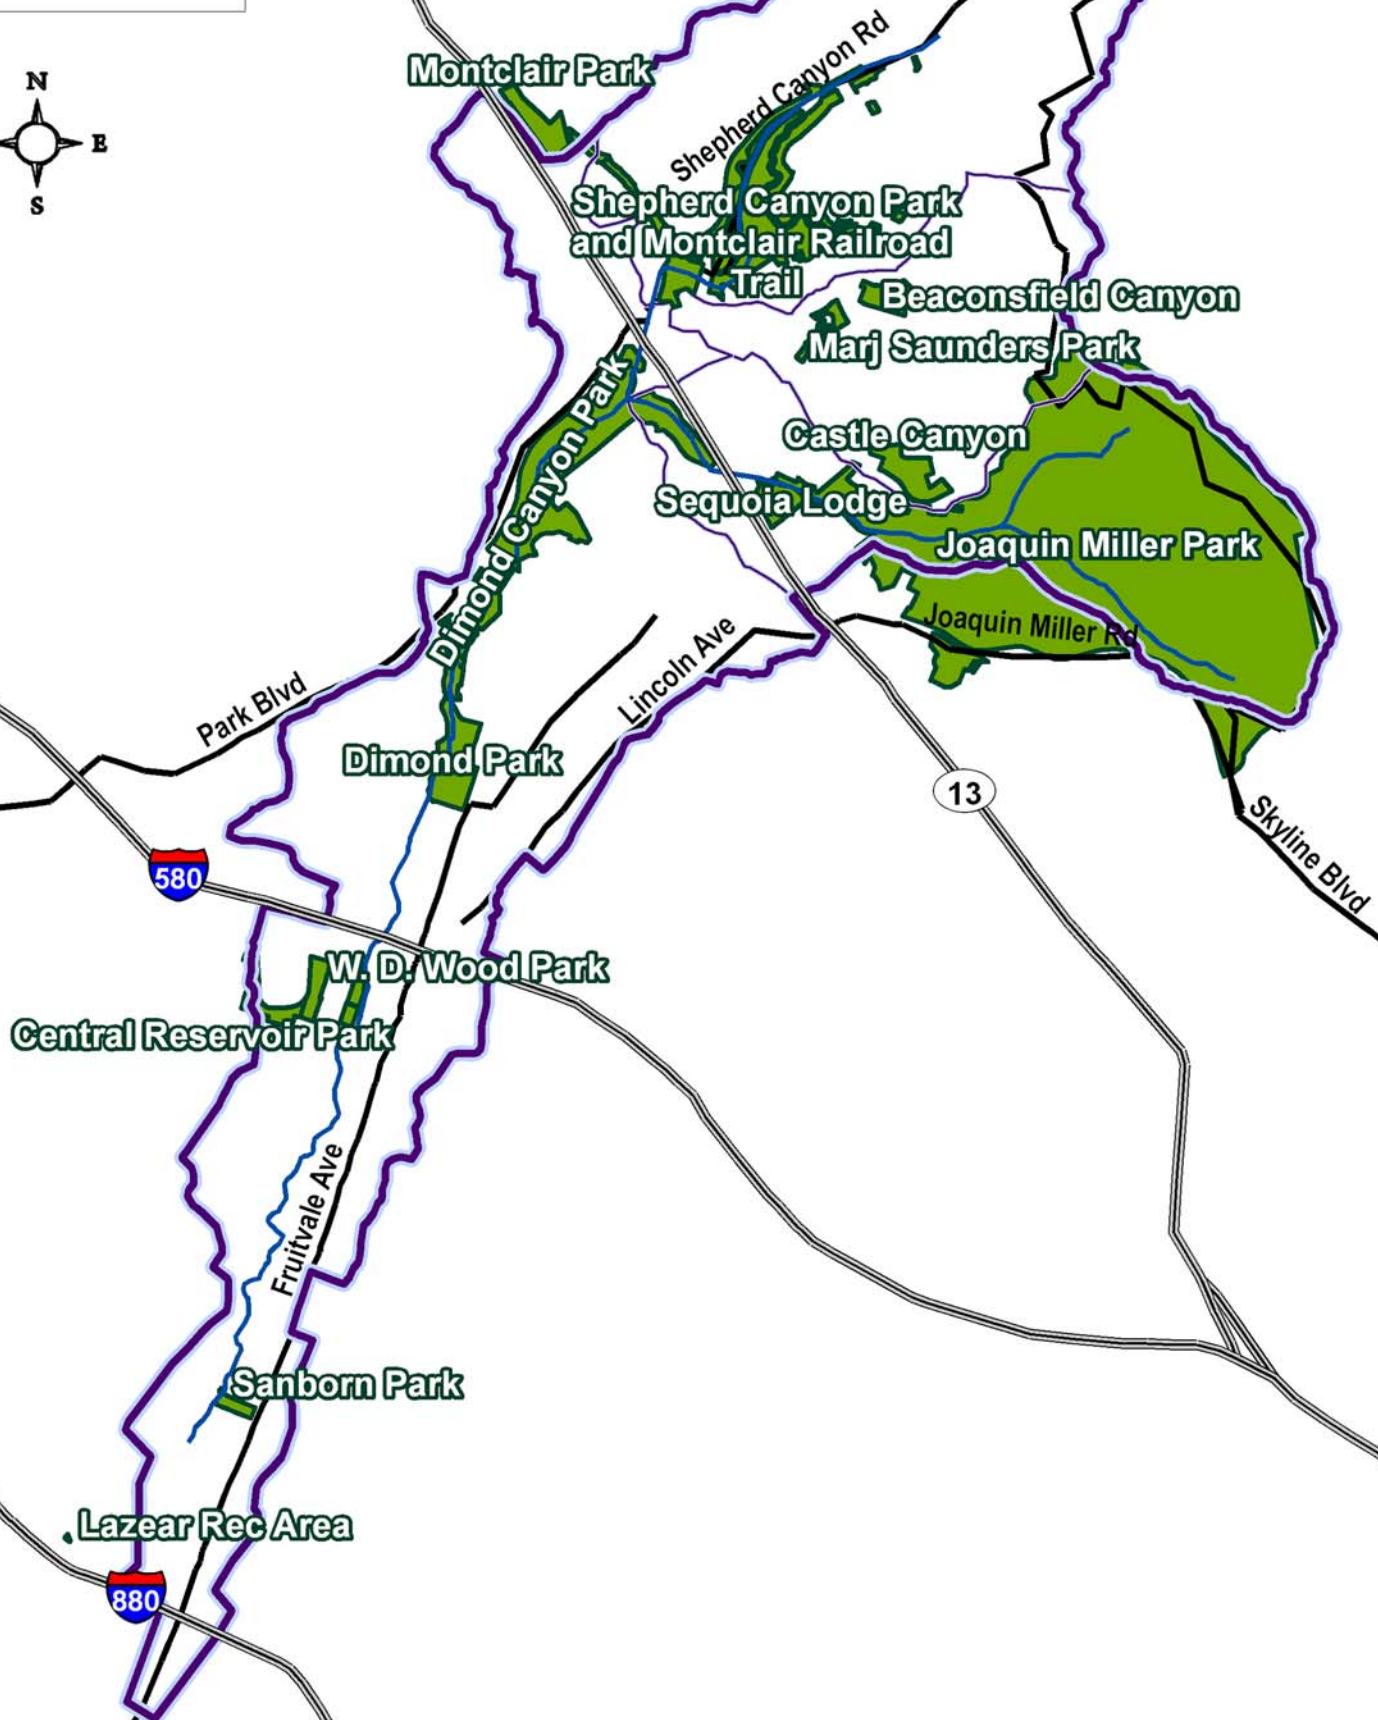 Montclair Park
Shepherd Canyon Rd
N
E
S
Shepherd Canyon Park
and Montclair Railroad
Trail
Beaconsfield Canyon
Marj Saunders Park
Dimond Canyon Park
Castle Canyon
Sequoia Lodge
Joaquin Miller Park
Joaquin Miller Rd
Lincoln Ave
Park Blvd
Dimond Park
13
Skyline Blvd
580
W. D. Wood Park
Central Reservoir Park
Fruitvale Ave
Sanborn Park
Lazear Rec Area
880